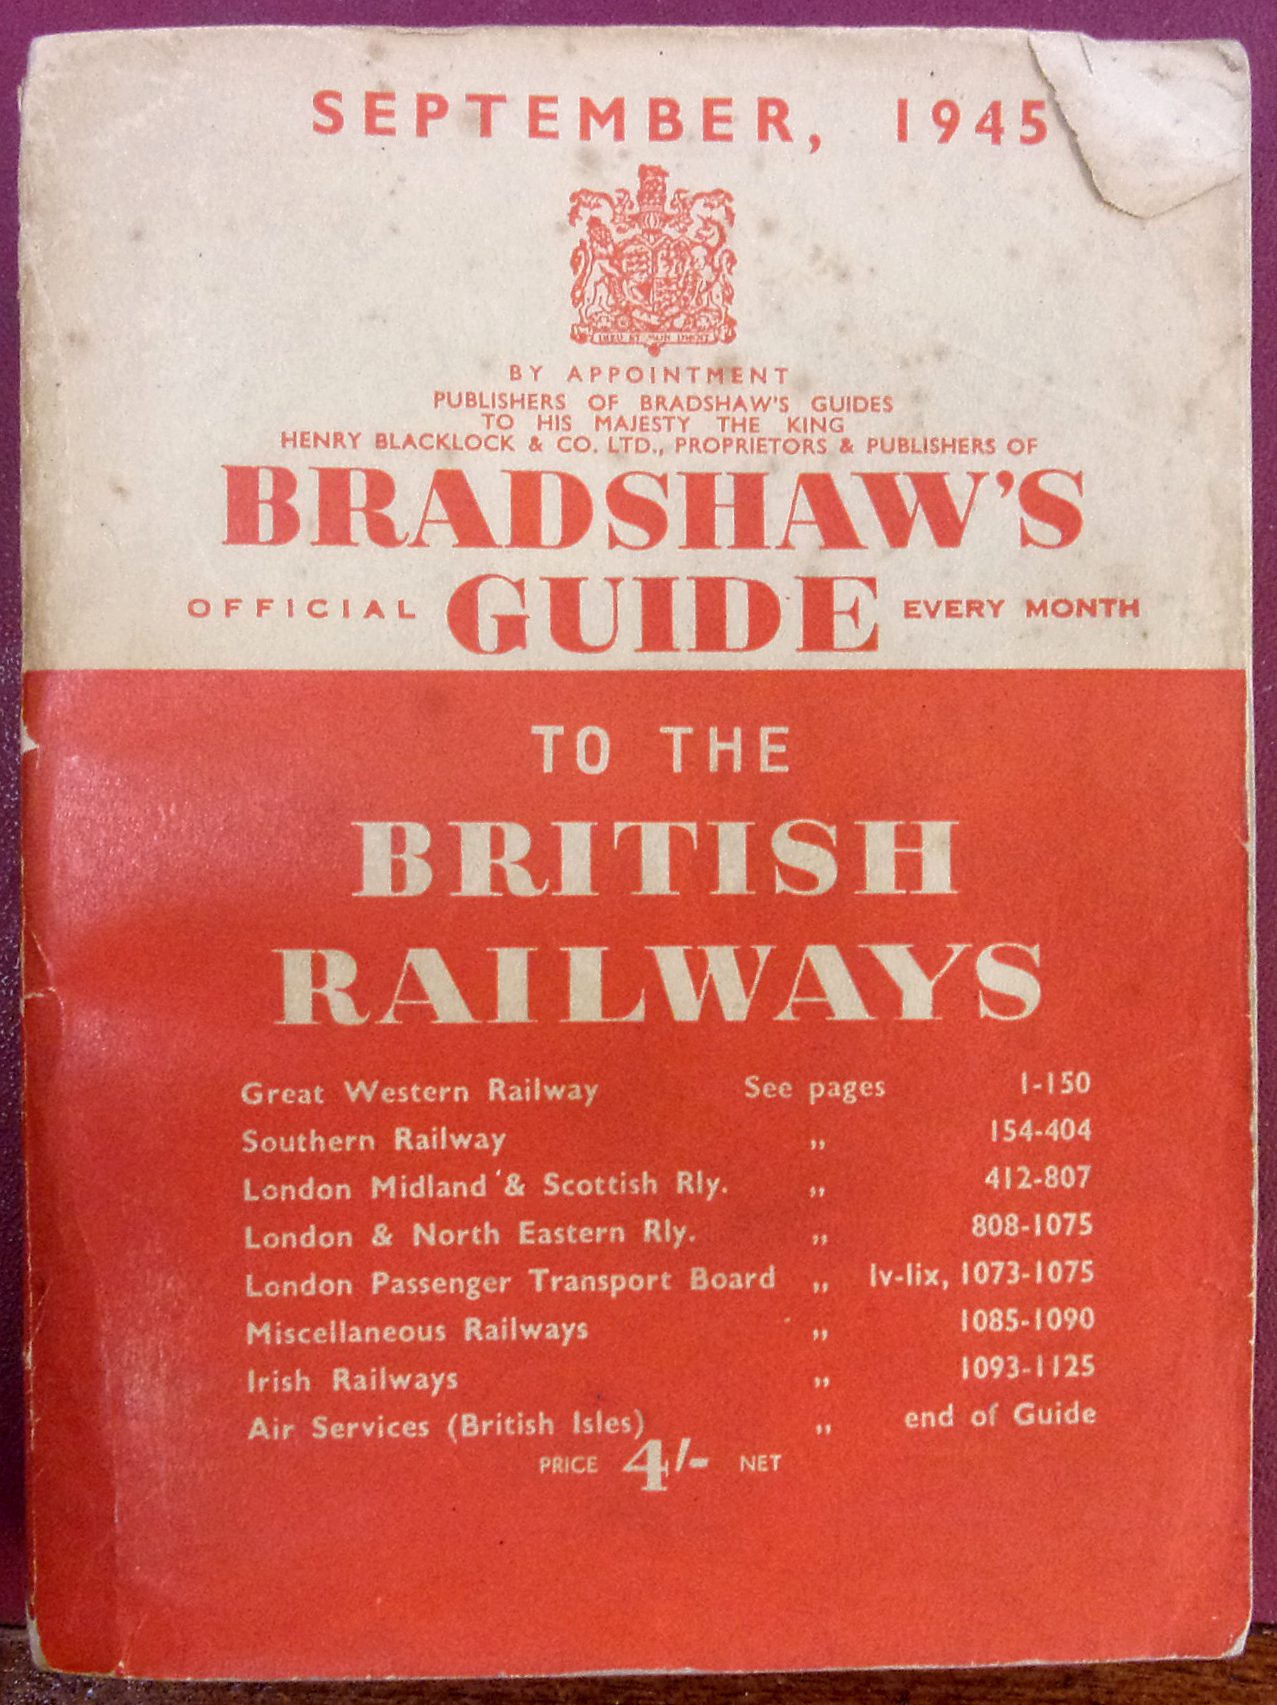 SEPTEMBER, 1945
DIEU ET MON DROIT
BY APPOINTMENT
PUBLISHERS OF BRADSHAW'S GUIDES
TO HIS MAJESTY THE KING
HENRY BLACKLOCK & CO. LTD., PROPRIETORS & PUBLISHERS OF
BRADSHAW'S
OFFICIAL GUIDE EVERY MONTH
TO THE
BRITISH
RAILWAYS
Great Western Railway See pages 1-150
Southern Railway ,, 154-404
London Midland & Scottish Rly. ,, 412-807
London & North Eastern Rly. ,, 808-1075
London Passenger Transport Board ,, lv-lix, 1073-1075
Miscellaneous Railways ,, 1085-1090
Irish Railways ,, 1093-1125
Air Services (British Isles) ,, end of Guide
PRICE 4/- NET